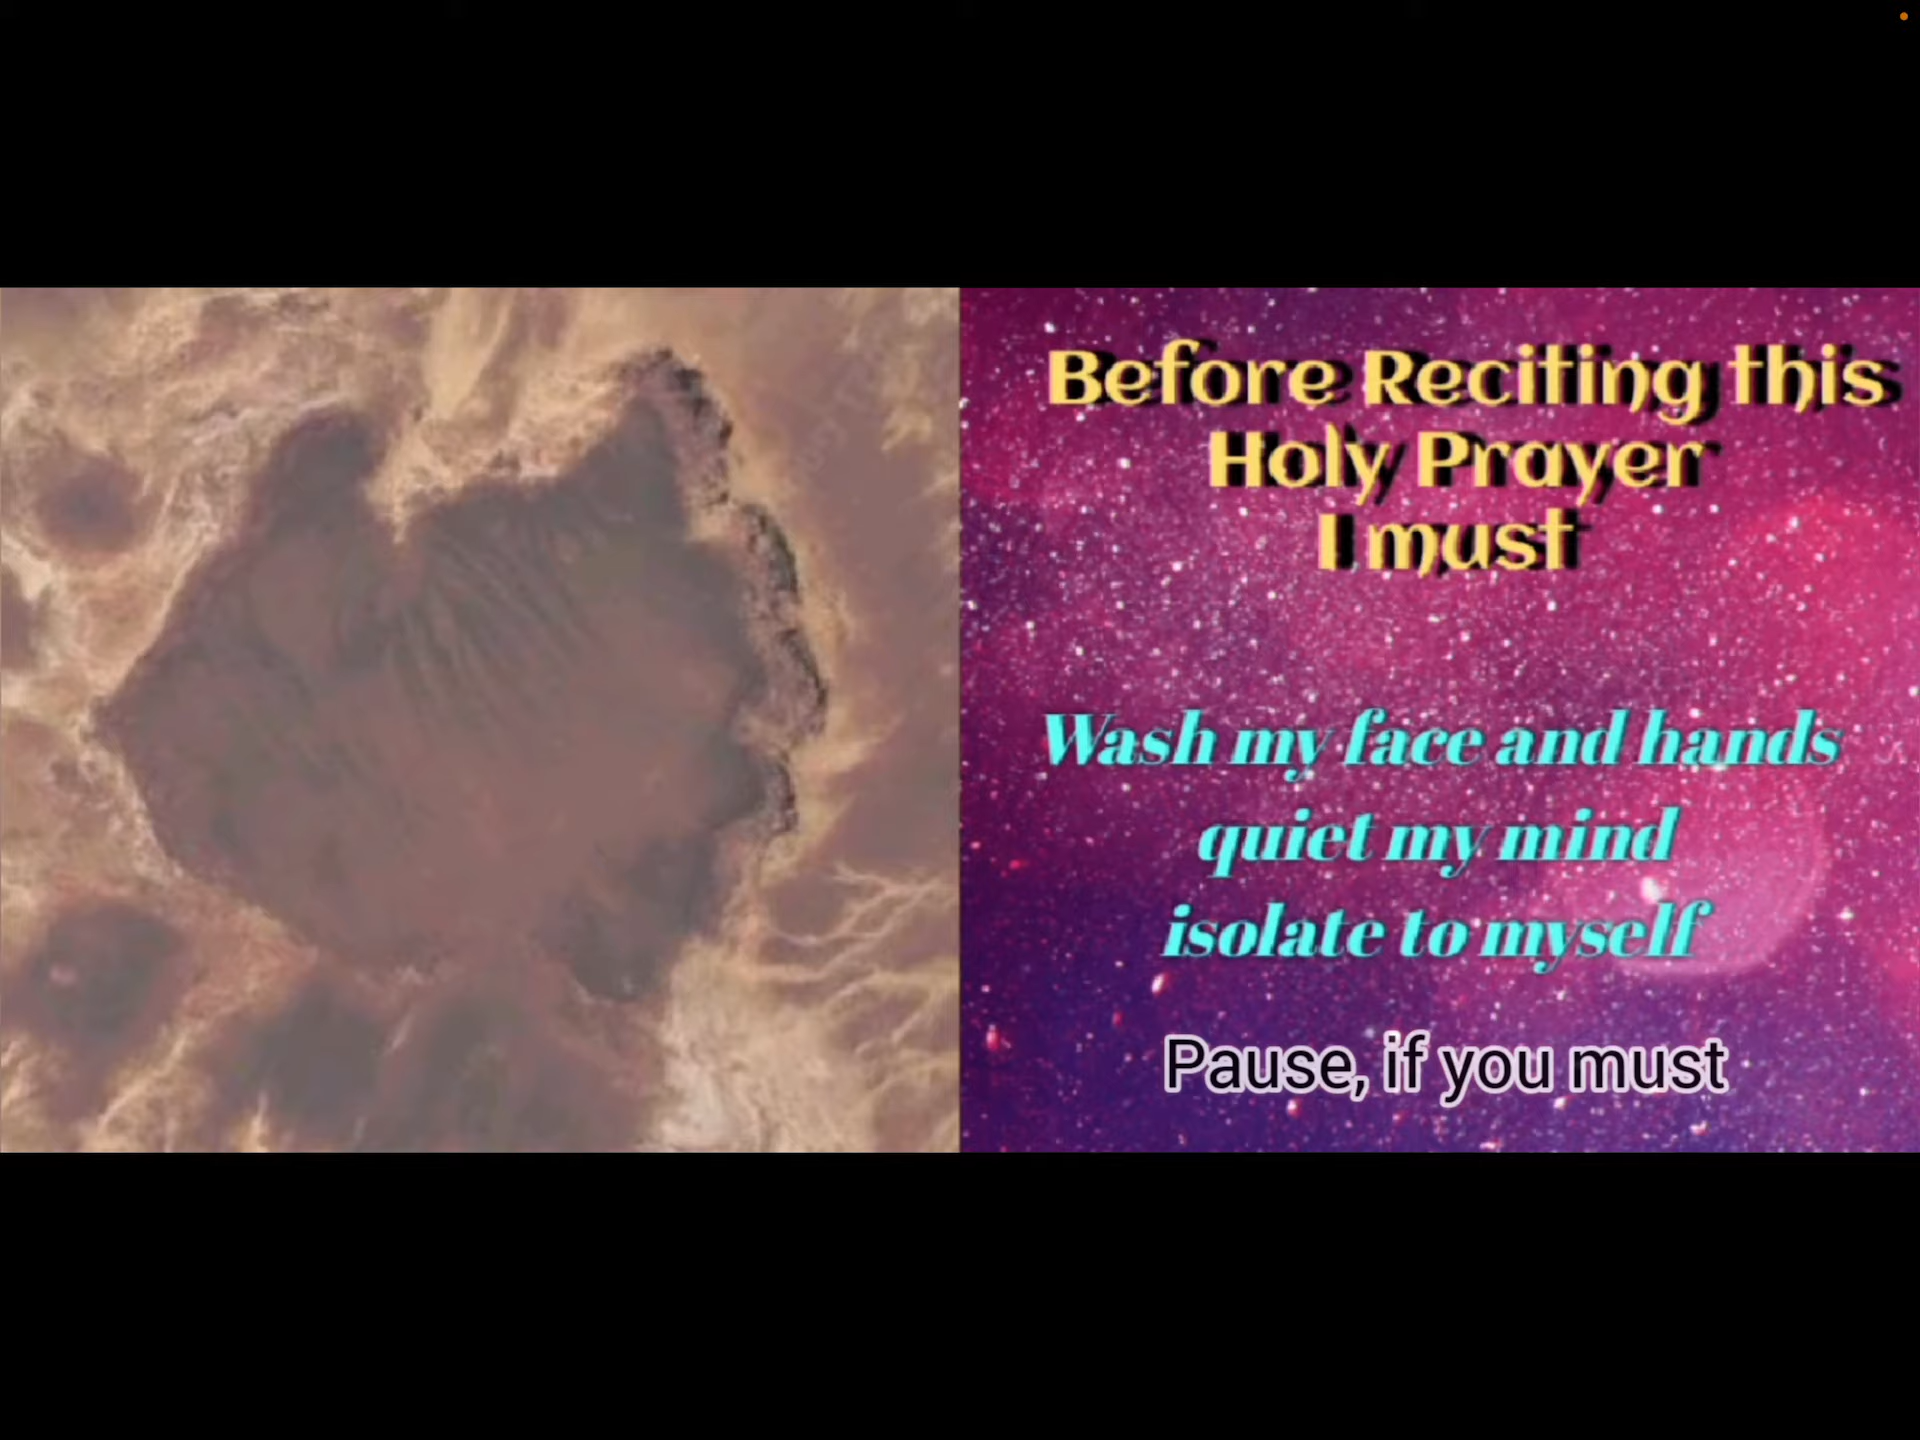 Before Reciting this
Holy Prayer
I must
Wash my face and hands
quiet my mind
isolate to myself
Pause, if you must